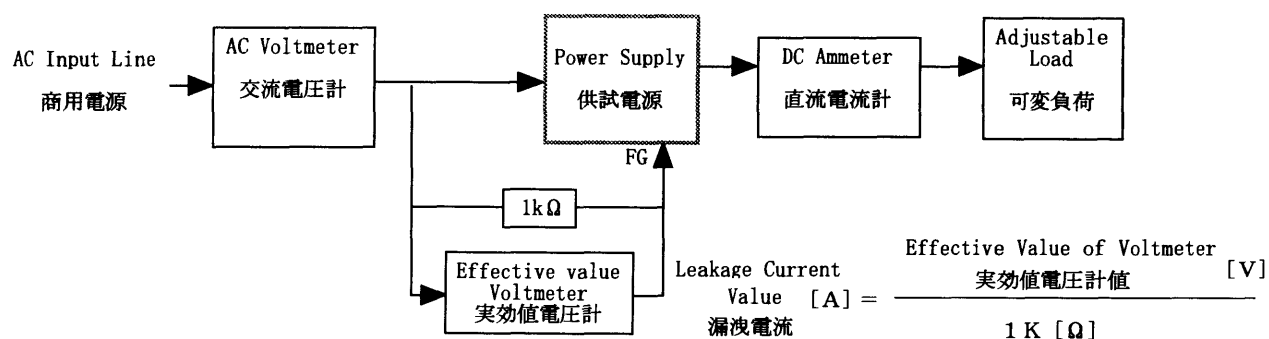 AC Input Line
商用電源
AC Voltmeter
交流電圧計
Power Supply
供試電源
DC Ammeter
直流電流計
Adjustable
Load
可変負荷
FG
1kΩ
Effective value
Voltmeter
実効値電圧計
Leakage Current
Value [A] =
漏洩電流
Effective Value of Voltmeter
実効値電圧計値 [V]
1 K [Ω]